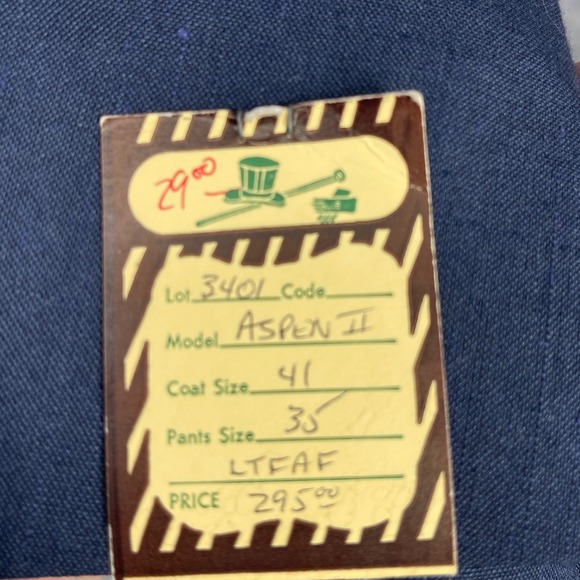 29.00
Lot 3401 Code
Model ASPEN II
Coat Size 41
Pants Size 35
LTFAF
PRICE 295.00